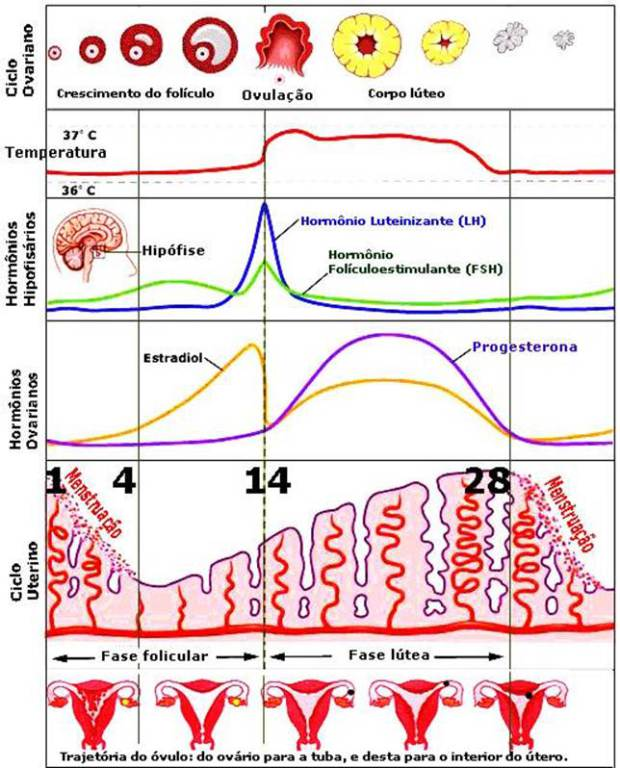 Ciclo
Ovariano
Crescimento do folículo
Ovulação
Corpo lúteo
37° C
Temperatura
36° C
Hormônios
Hipofisários
Hipófise
Hormônio Luteinizante (LH)
Hormônio
Folículoestimulante (FSH)
Hormônios
Ovarianos
Estradiol
Progesterona
Ciclo
Uterino
1
4
14
28
Menstruação
Menstruação
Fase folicular
Fase lútea
Trajetória do óvulo: do ovário para a tuba, e desta para o interior do útero.